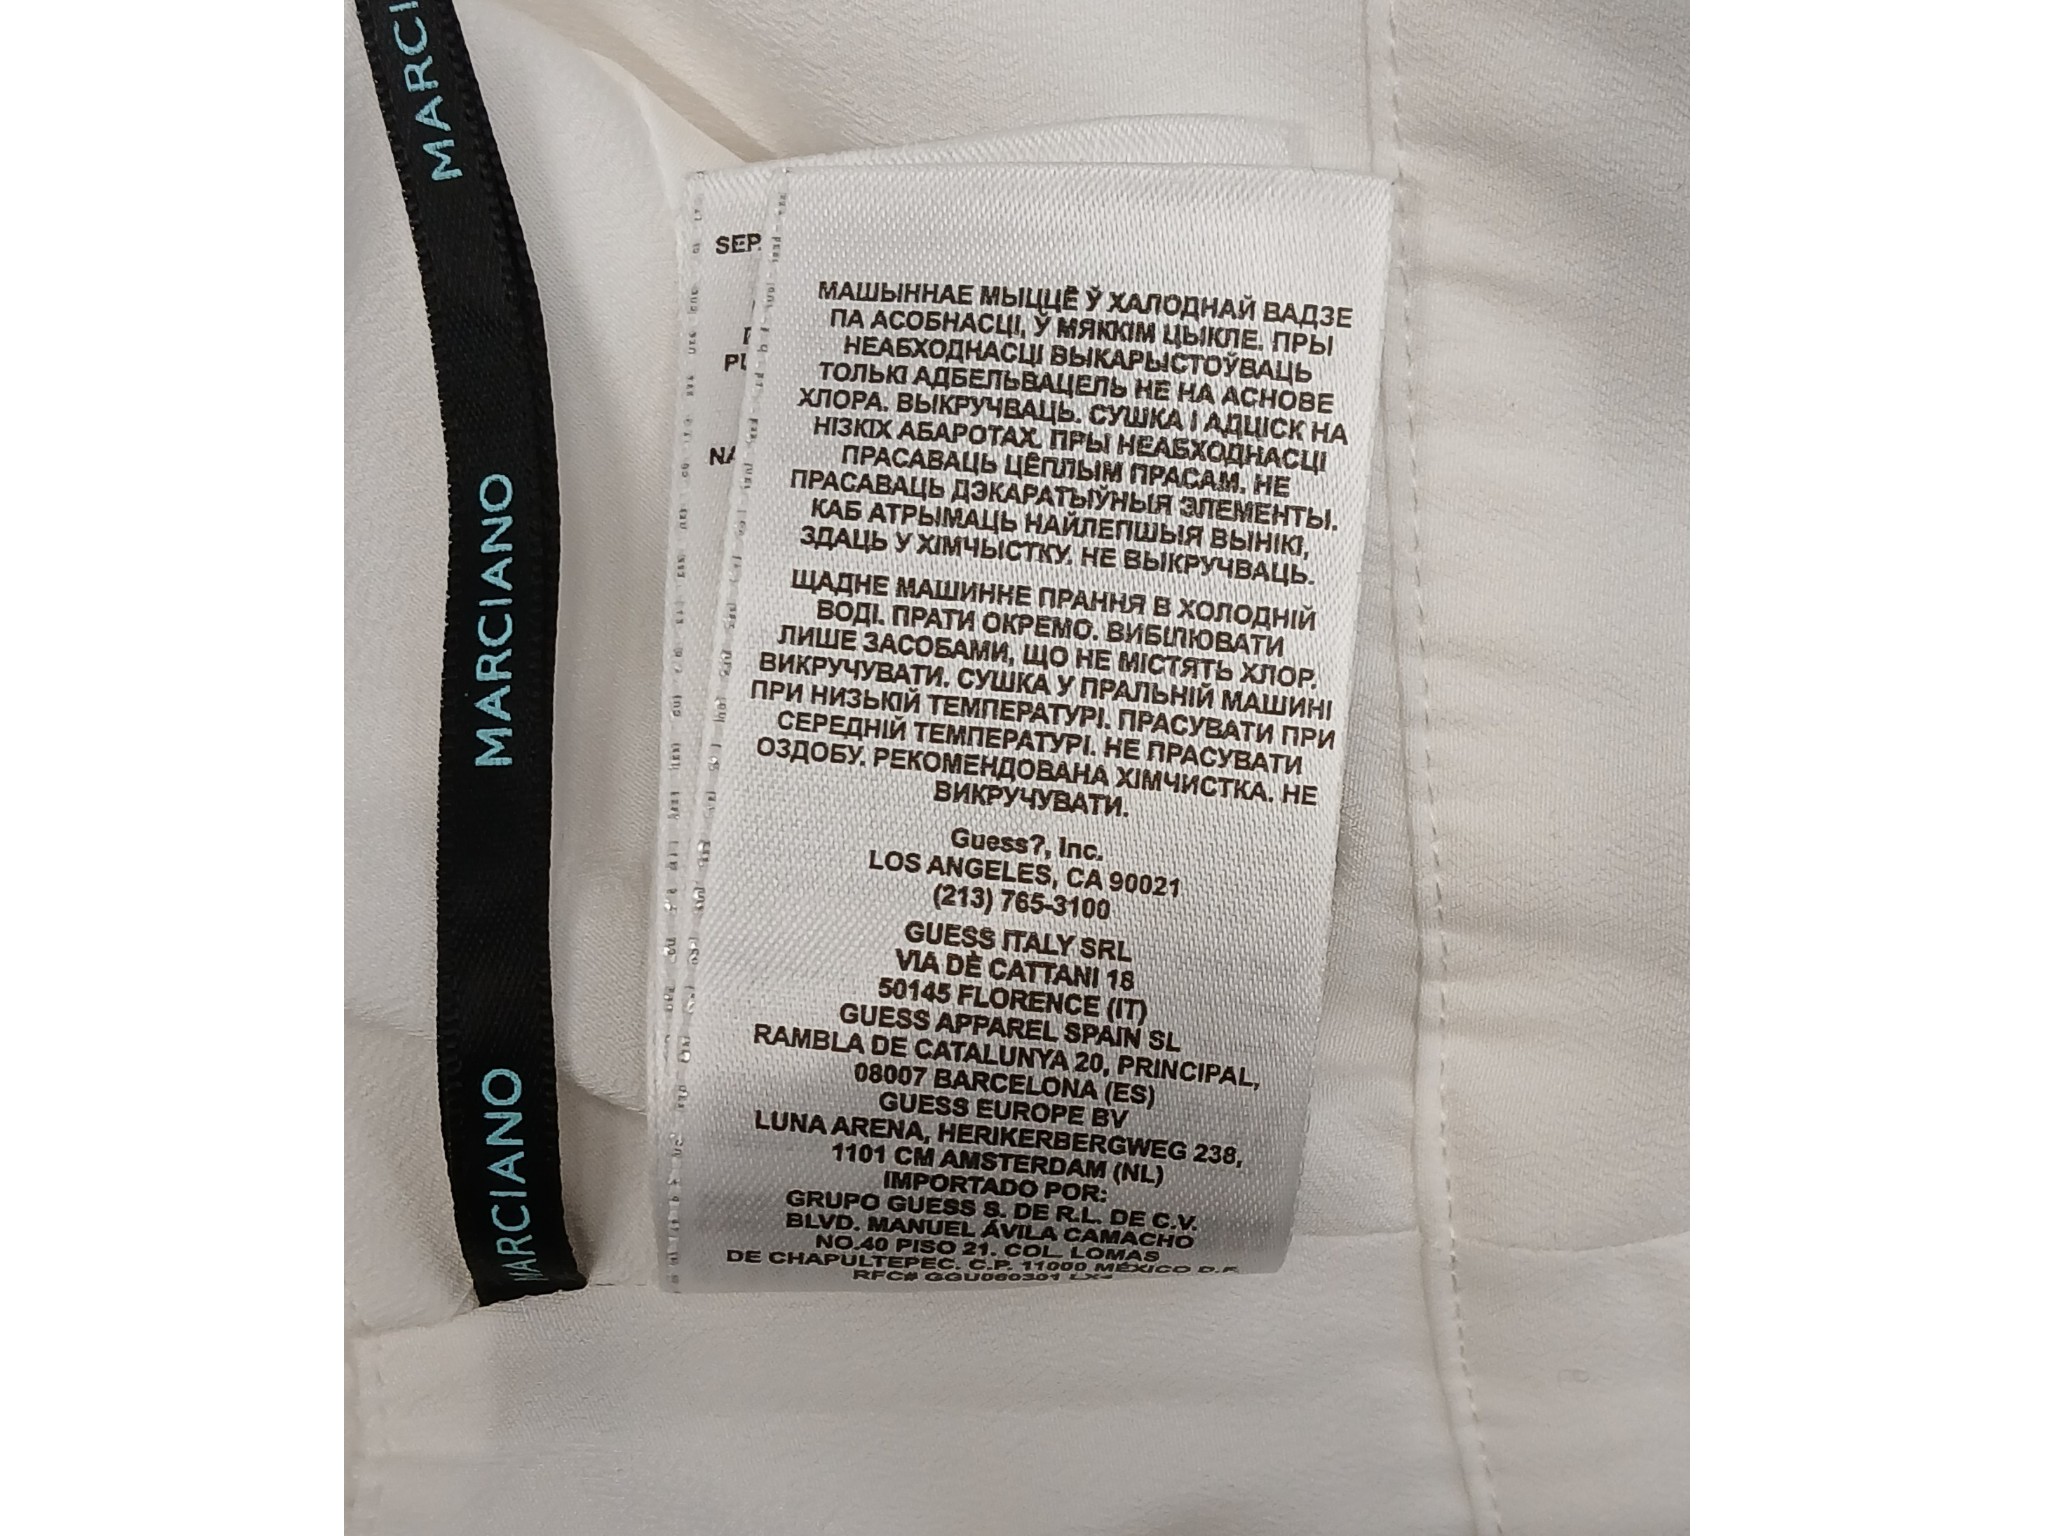 MARCI
MARCIANO
MARCIANO
SEP.
PL
NA
МАШЫННАЕ МЫЦЦЁ Ў ХАЛОДНАЙ ВАДЗЕ
ПА АСОБНАСЦІ, Ў МЯККІМ ЦЫКЛЕ. ПРЫ
НЕАБХОДНАСЦІ ВЫКАРЫСТОЎВАЦЬ
ТОЛЬКІ АДБЕЛЬВАЦЕЛЬ НЕ НА АСНОВЕ
ХЛОРА. ВЫКРУЧВАЦЬ. СУШКА І АДЦІСК НА
НІЗКІХ АБАРОТАХ. ПРЫ НЕАБХОДНАСЦІ
ПРАСАВАЦЬ ЦЁПЛЫМ ПРАСАМ. НЕ
ПРАСАВАЦЬ ДЭКАРАТЫЎНЫЯ ЭЛЕМЕНТЫ.
КАБ АТРЫМАЦЬ НАЙЛЕПШЫЯ ВЫНІКІ,
ЗДАЦЬ У ХІМЧЫСТКУ. НЕ ВЫКРУЧВАЦЬ.
ЩАДНЕ МАШИННЕ ПРАННЯ В ХОЛОДНІЙ
ВОДІ. ПРАТИ ОКРЕМО. ВИБІЛЮВАТИ
ЛИШЕ ЗАСОБАМИ, ЩО НЕ МІСТЯТЬ ХЛОР.
ВИКРУЧУВАТИ. СУШКА У ПРАЛЬНІЙ МАШИНІ
ПРИ НИЗЬКІЙ ТЕМПЕРАТУРІ. ПРАСУВАТИ ПРИ
СЕРЕДНІЙ ТЕМПЕРАТУРІ. НЕ ПРАСУВАТИ
ОЗДОБУ. РЕКОМЕНДОВАНА ХІМЧИСТКА. НЕ
ВИКРУЧУВАТИ.
Guess?, Inc.
LOS ANGELES, CA 90021
(213) 765-3100
GUESS ITALY SRL
VIA DÈ CATTANI 18
50145 FLORENCE (IT)
GUESS APPAREL SPAIN SL
RAMBLA DE CATALUNYA 20, PRINCIPAL,
08007 BARCELONA (ES)
GUESS EUROPE BV
LUNA ARENA, HERIKERBERGWEG 238,
1101 CM AMSTERDAM (NL)
IMPORTADO POR:
GRUPO GUESS S. DE R.L. DE C.V.
BLVD. MANUEL ÁVILA CAMACHO
NO.40 PISO 21. COL. LOMAS
DE CHAPULTEPEC. C.P. 11000 MÉXICO D.F.
RFC# GGU060301